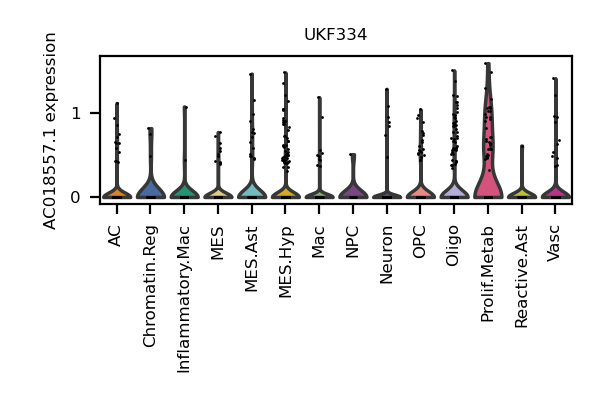 UKF334
AC018557.1 expression
1
0
AC
Chromatin.Reg
Inflammatory.Mac
MES
MES.Ast
MES.Hyp
Mac
NPC
Neuron
OPC
Oligo
Prolif.Metab
Reactive.Ast
Vasc